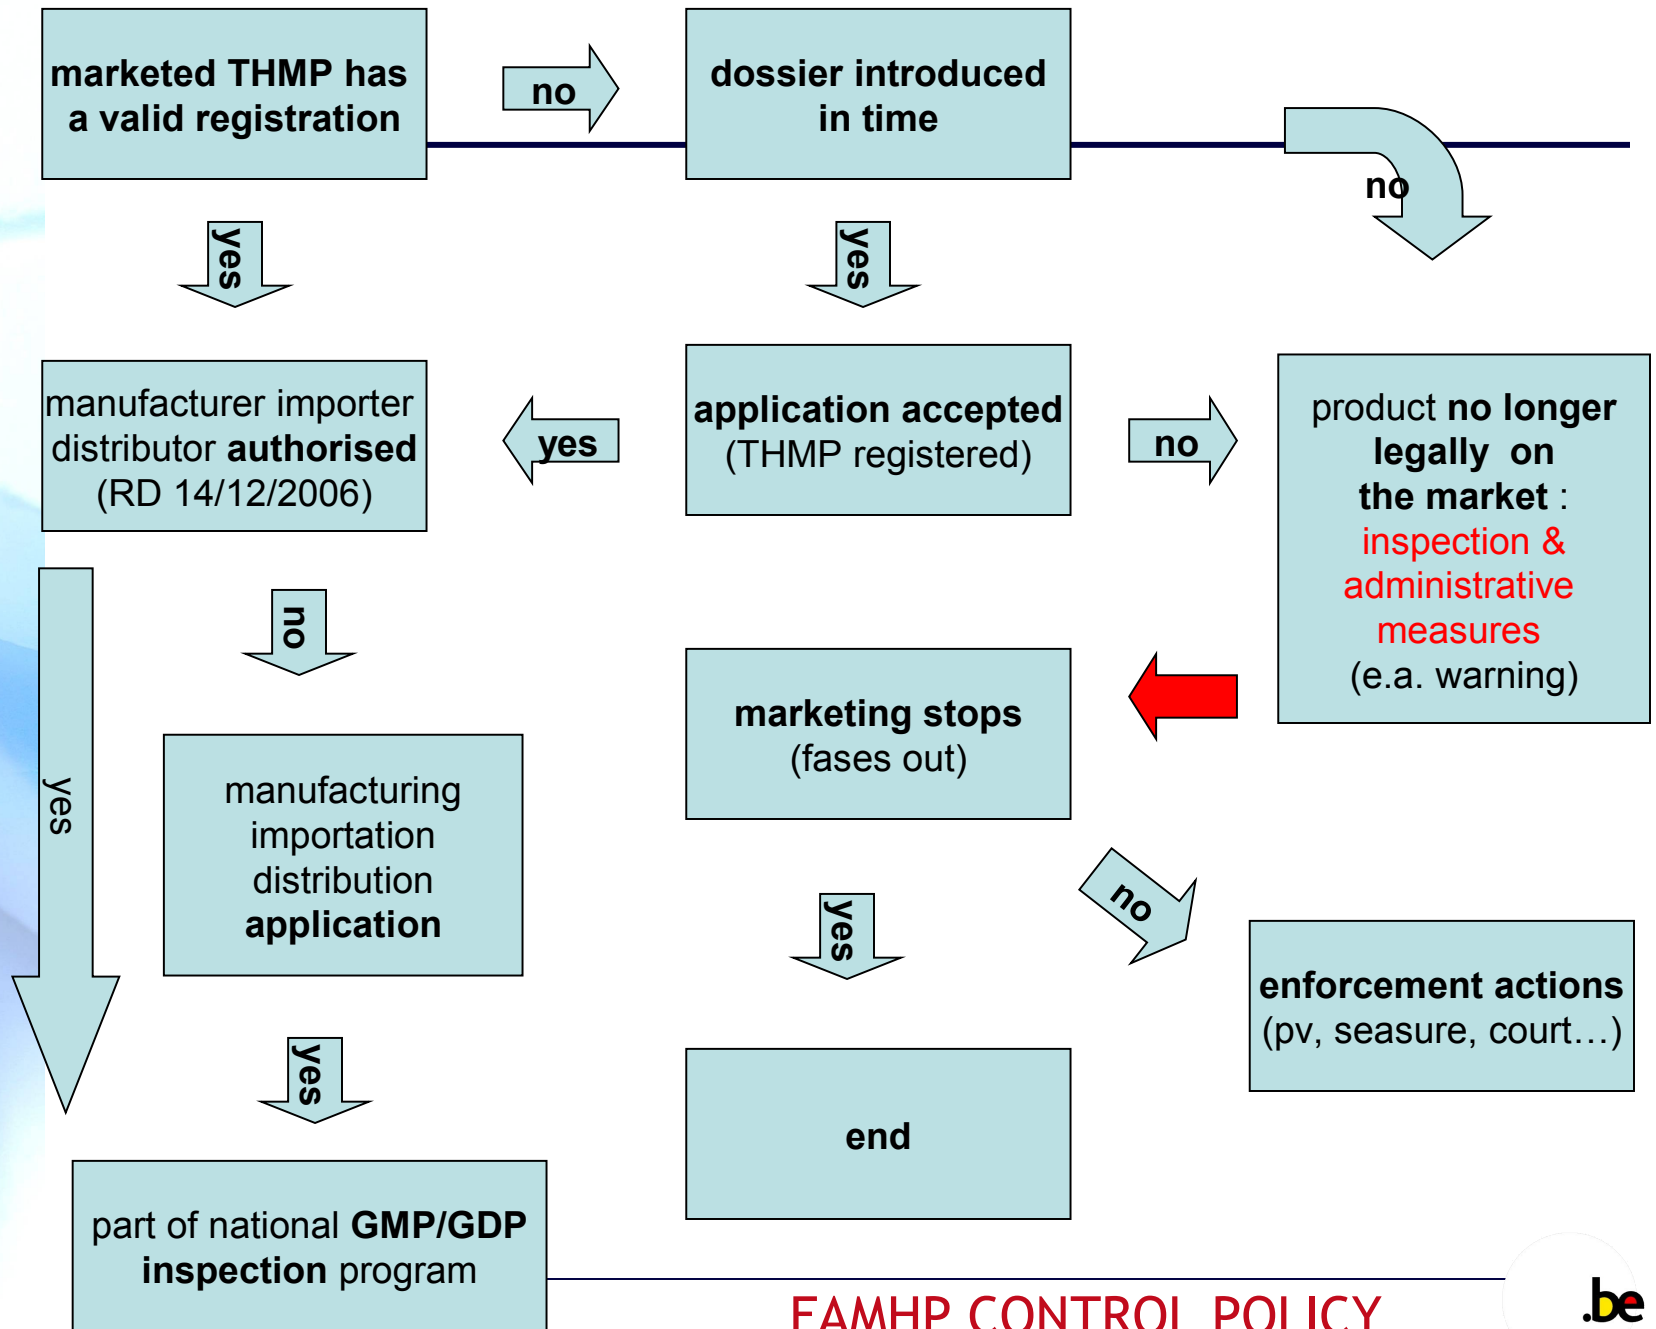 marketed THMP has
a valid registration
no
dossier introduced
in time
no
yes
yes
manufacturer importer
distributor authorised
(RD 14/12/2006)
yes
application accepted
(THMP registered)
no
product no longer
legally on
the market :
inspection &
administrative
measures
(e.a. warning)
no
marketing stops
(fases out)
yes
manufacturing
importation
distribution
application
yes
no
enforcement actions
(pv, seasure, court…)
yes
end
part of national GMP/GDP
inspection program
FAMHP CONTROL POLICY
.be